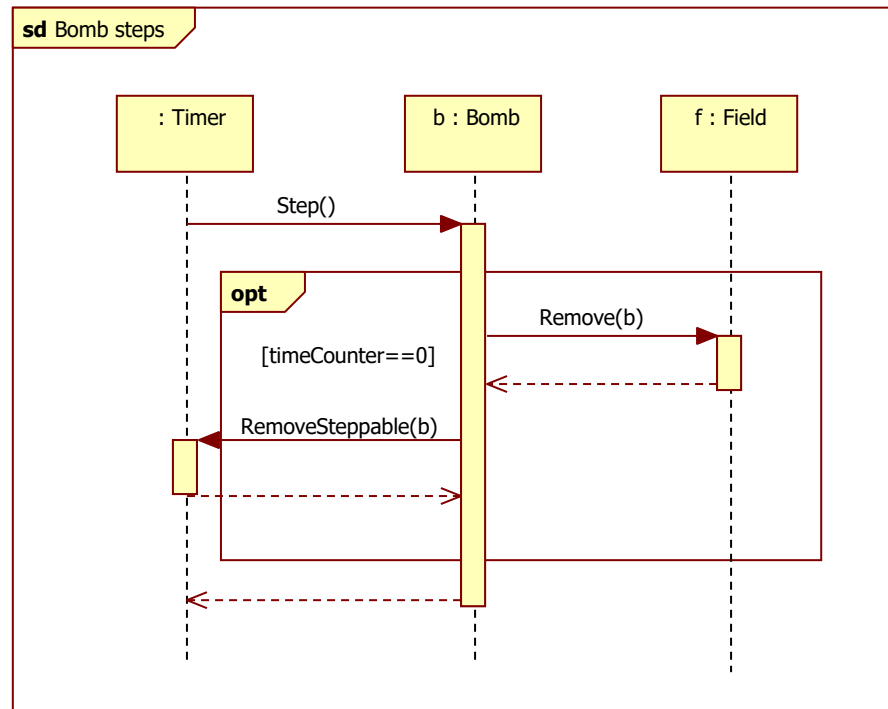 sd Bomb steps
: Timer
b : Bomb
f : Field
Step()
opt
Remove(b)
[timeCounter==0]
RemoveSteppable(b)